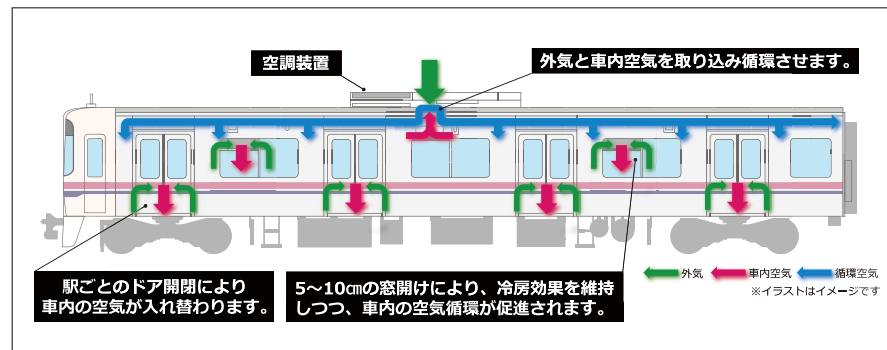 空調装置
外気と車内空気を取り込み循環させます。
駅ごとのドア開閉により
車内の空気が入れ替わります。
5～10㎝の窓開けにより、冷房効果を維持
しつつ、車内の空気循環が促進されます。
外気 車内空気 循環空気
※イラストはイメージです